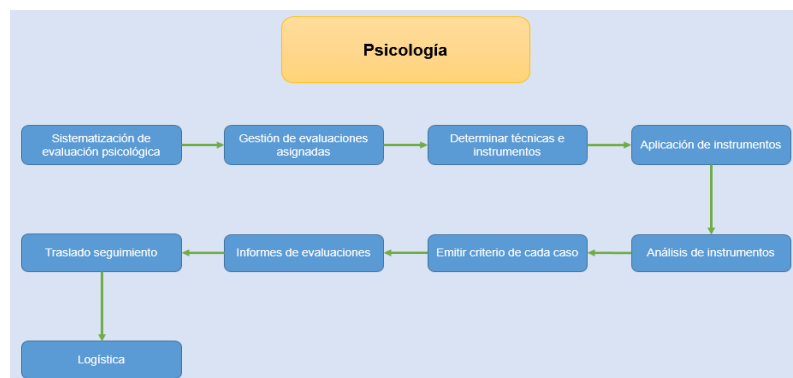 Psicología
Sistematización de
evaluación psicológica
Gestión de evaluaciones
asignadas
Determinar técnicas e
instrumentos
Aplicación de instrumentos
Análisis de instrumentos
Emitir criterio de cada caso
Informes de evaluaciones
Traslado seguimiento
Logística